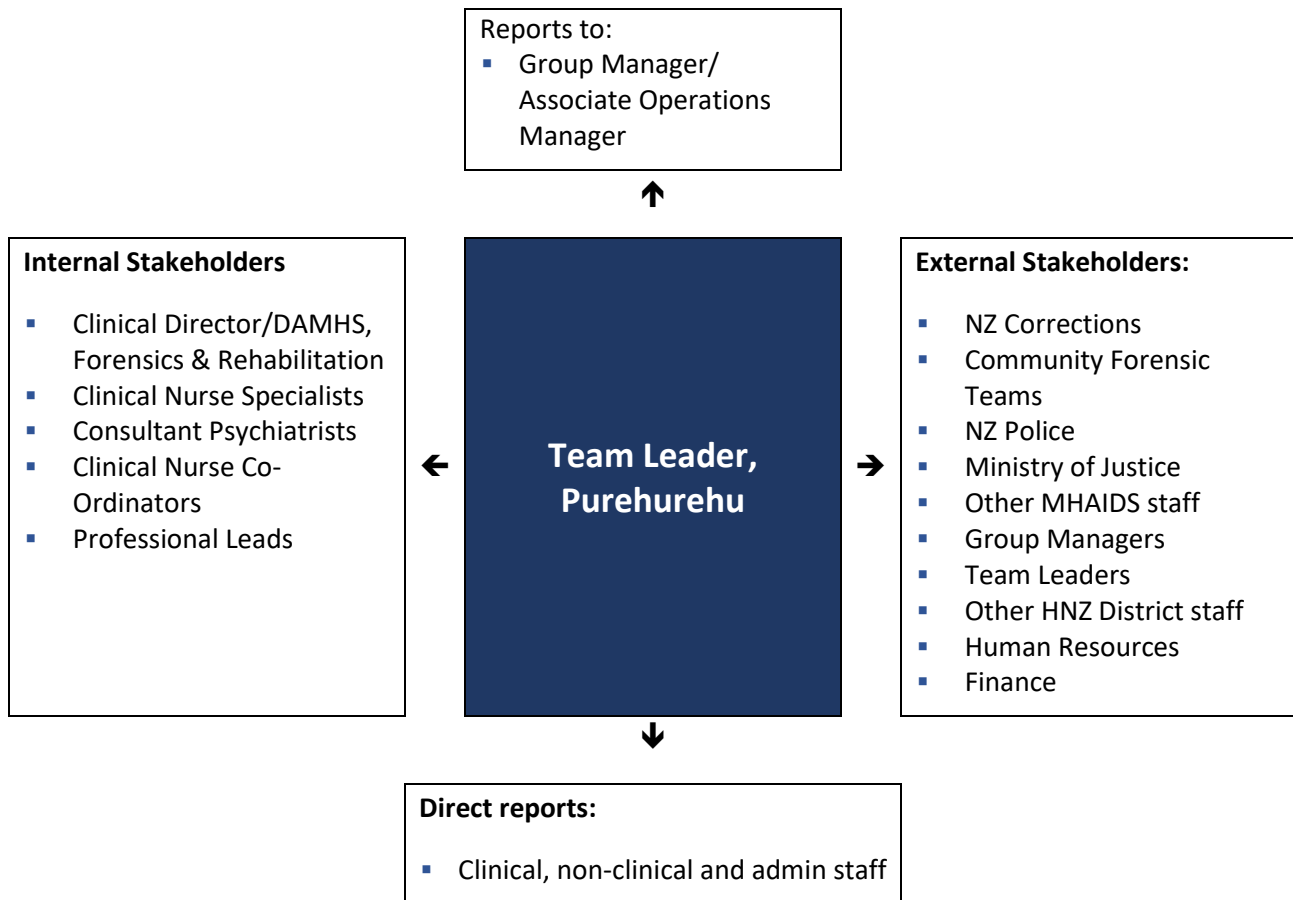 Reports to:
▪ Group Manager/
Associate Operations
Manager
🡹
Internal Stakeholders
▪ Clinical Director/DAMHS,
Forensics & Rehabilitation
▪ Clinical Nurse Specialists
▪ Consultant Psychiatrists
▪ Clinical Nurse Co-
Ordinators
▪ Professional Leads
🡸
Team Leader,
Purehurehu
🡺
External Stakeholders:
▪ NZ Corrections
▪ Community Forensic
Teams
▪ NZ Police
▪ Ministry of Justice
▪ Other MHAIDS staff
▪ Group Managers
▪ Team Leaders
▪ Other HNZ District staff
▪ Human Resources
▪ Finance
🡻
Direct reports:
▪ Clinical, non-clinical and admin staff